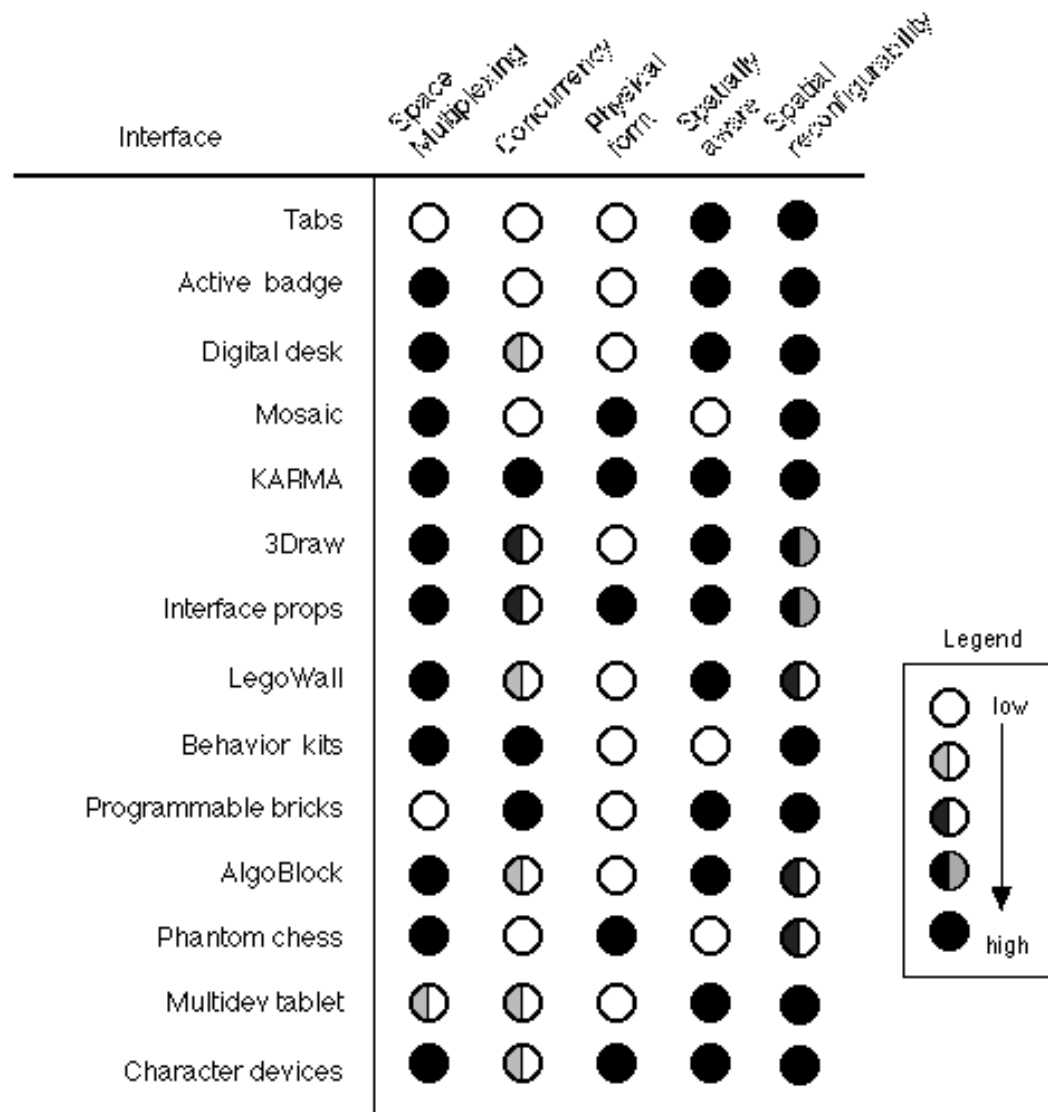 Interface
Space
Multiplexing
Concurrency
Physical
form
Spatially
aware
Spatial
reconfigurability
Tabs
Active badge
Digital desk
Mosaic
KARMA
3Draw
Interface props
LegoWall
Behavior kits
Programmable bricks
AlgoBlock
Phantom chess
Multidev tablet
Character devices
Legend
low
high